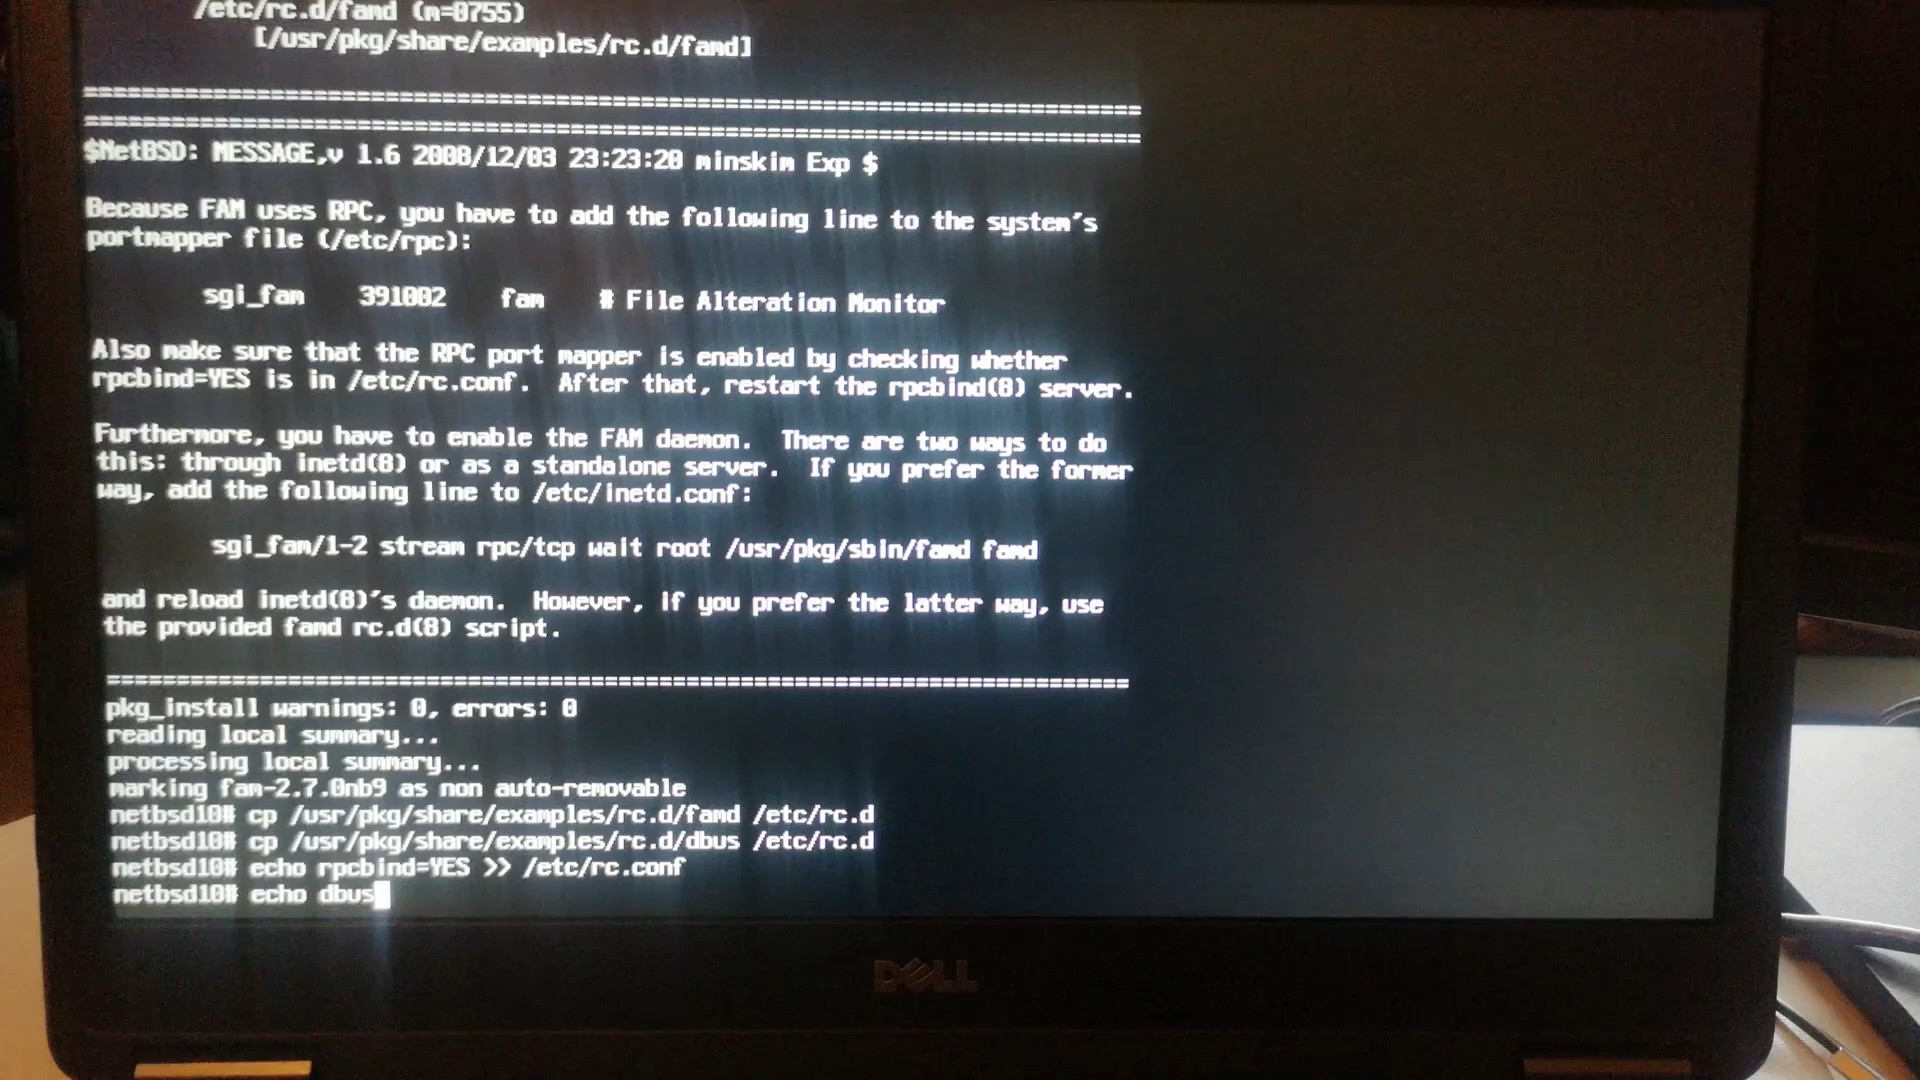 /etc/rc.d/famd (m=0755)
[/usr/pkg/share/examples/rc.d/famd]
===========================================================================
===========================================================================
$NetBSD: MESSAGE,v 1.6 2008/12/03 23:23:20 minskim Exp $
Because FAM uses RPC, you have to add the following line to the system's
portmapper file (/etc/rpc):
sgi_fam    391002    fam    # File Alteration Monitor
Also make sure that the RPC port mapper is enabled by checking whether
rpcbind=YES is in /etc/rc.conf.  After that, restart the rpcbind(8) server.
Furthermore, you have to enable the FAM daemon.  There are two ways to do
this: through inetd(8) or as a standalone server.  If you prefer the former
way, add the following line to /etc/inetd.conf:
sgi_fam/1-2 stream rpc/tcp wait root /usr/pkg/sbin/famd famd
and reload inetd(8)'s daemon.  However, if you prefer the latter way, use
the provided famd rc.d(8) script.
===========================================================================
pkg_install warnings: 0, errors: 0
reading local summary...
processing local summary...
marking fam-2.7.0nb9 as non auto-removable
netbsd10# cp /usr/pkg/share/examples/rc.d/famd /etc/rc.d
netbsd10# cp /usr/pkg/share/examples/rc.d/dbus /etc/rc.d
netbsd10# echo rpcbind=YES >> /etc/rc.conf
netbsd10# echo dbus
DELL